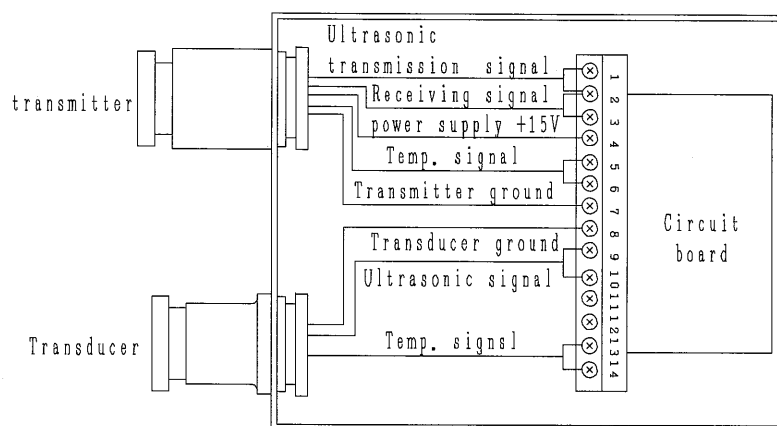 Ultrasonic
transmission signal
Receiving signal
power supply +15V
Temp. signal
Transmitter ground
transmitter
Transducer ground
Ultrasonic signal
Temp. signsl
Transducer
1
2
3
4
5
6
7
8
9
10
11
12
13
14
Circuit
board